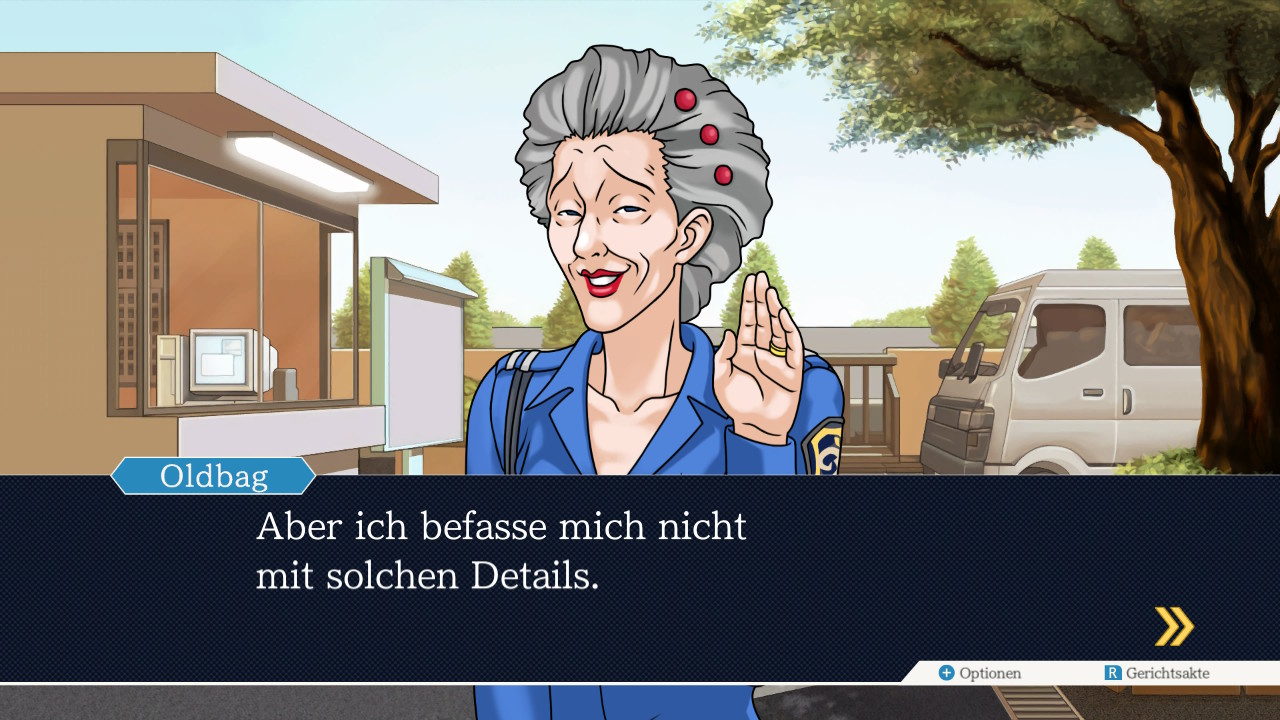 Oldbag
Aber ich befasse mich nicht
mit solchen Details.
+ Optionen
R Gerichtsakte